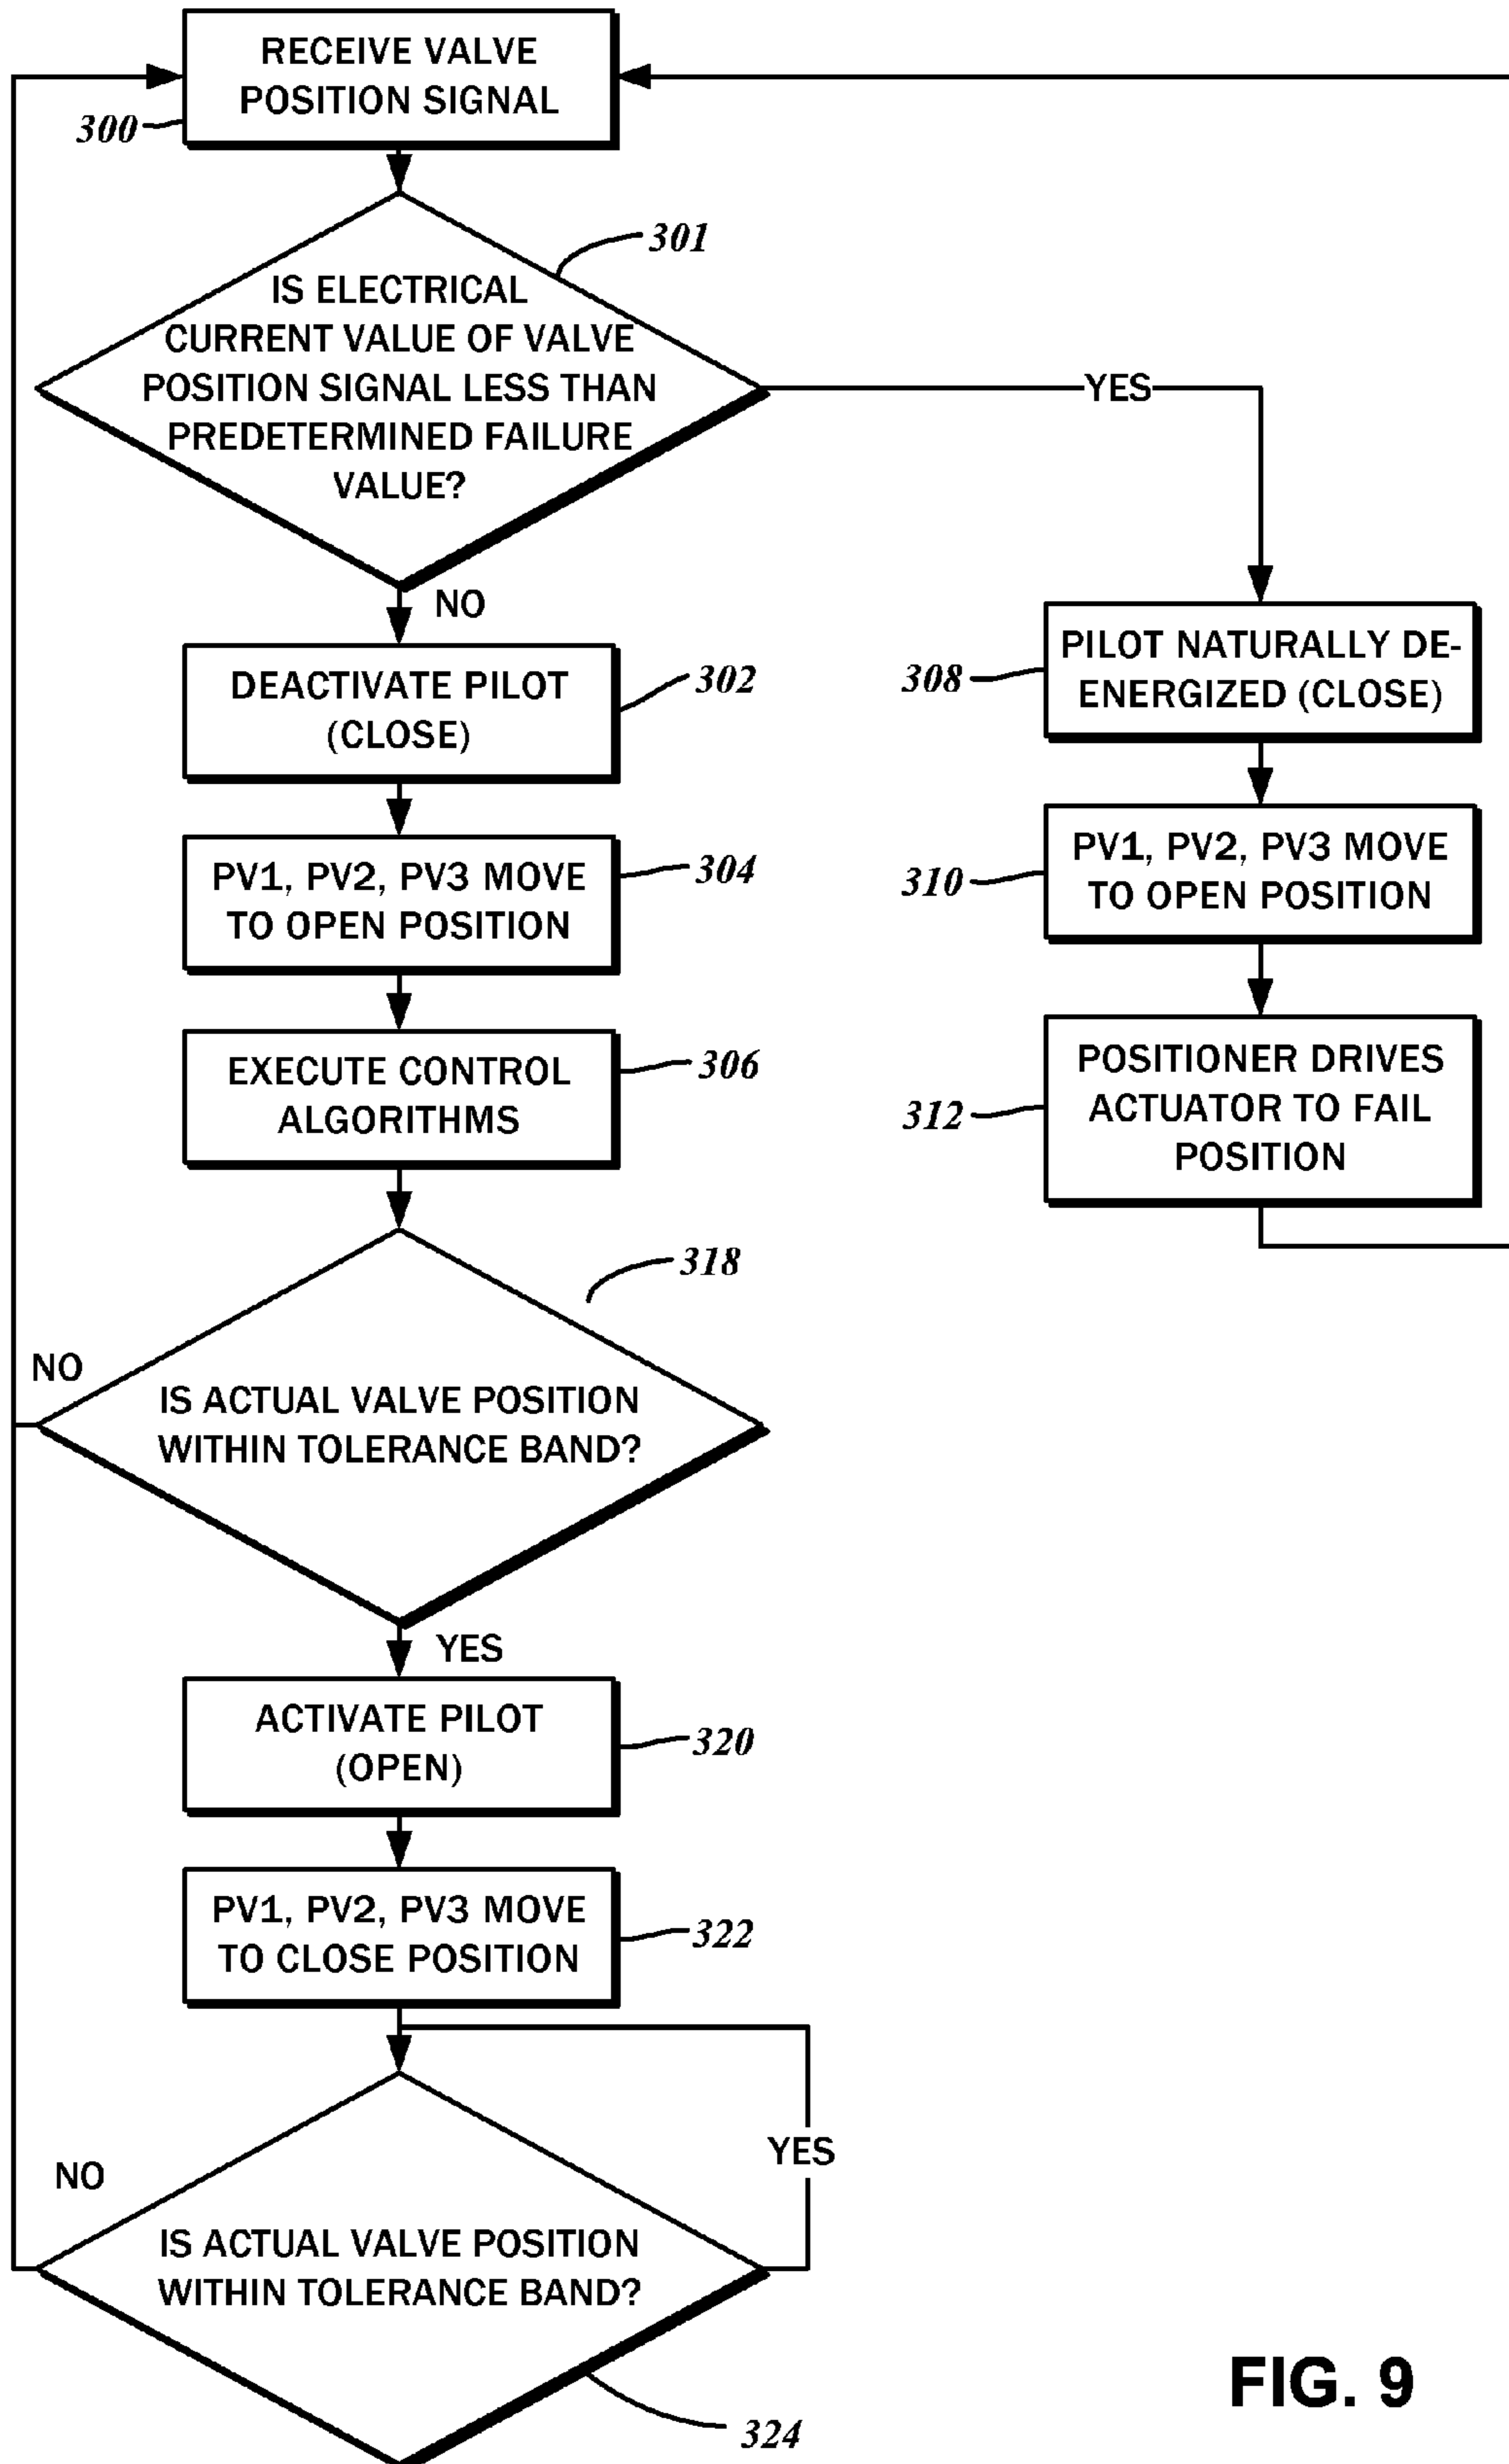 RECEIVE VALVE
POSITION SIGNAL
300
301
IS ELECTRICAL
CURRENT VALUE OF VALVE
POSITION SIGNAL LESS THAN
PREDETERMINED FAILURE
VALUE?
YES
NO
DEACTIVATE PILOT
(CLOSE)
302
PV1, PV2, PV3 MOVE
TO OPEN POSITION
304
EXECUTE CONTROL
ALGORITHMS
306
PILOT NATURALLY DE-
ENERGIZED (CLOSE)
308
PV1, PV2, PV3 MOVE
TO OPEN POSITION
310
POSITIONER DRIVES
ACTUATOR TO FAIL
POSITION
312
318
NO
IS ACTUAL VALVE POSITION
WITHIN TOLERANCE BAND?
YES
ACTIVATE PILOT
(OPEN)
320
PV1, PV2, PV3 MOVE
TO CLOSE POSITION
322
YES
NO
IS ACTUAL VALVE POSITION
WITHIN TOLERANCE BAND?
324
FIG. 9